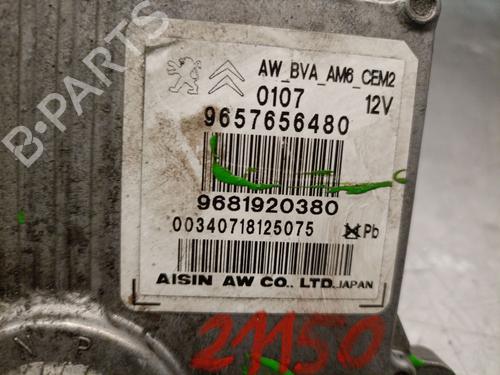 B-PARTS
AW_BVA_AM6_CEM2
0107 12V
9657656480
9681920380
00340718125075 Pb
AISIN AW CO., LTD. JAPAN
21150
N P